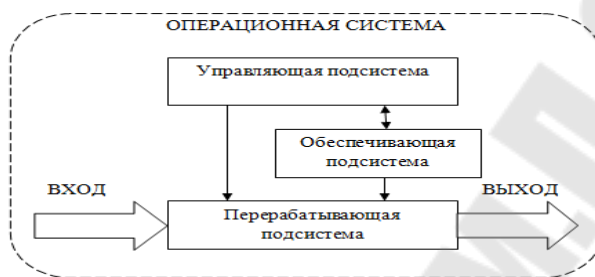 ОПЕРАЦИОННАЯ СИСТЕМА
Управляющая подсистема
Обеспечивающая
подсистема
ВХОД
ВЫХОД
Перерабатывающая
подсистема